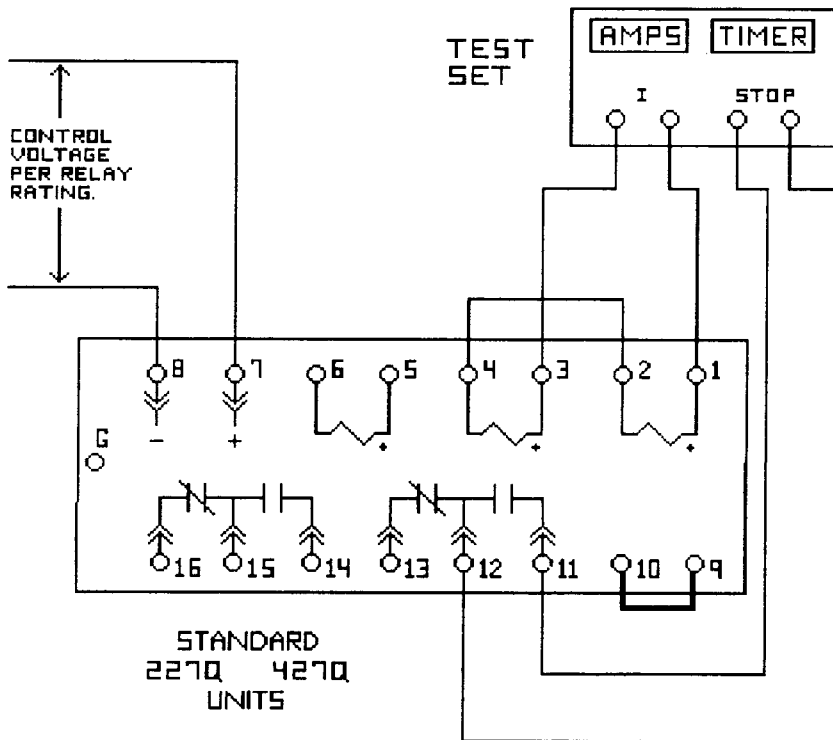 TEST
SET
AMPS TIMER
I STOP
CONTROL
VOLTAGE
PER RELAY
RATING.
8 7 6 5 4 3 2 1
- + + + +
G
16 15 14 13 12 11 10 9
STANDARD
227Q 427Q
UNITS